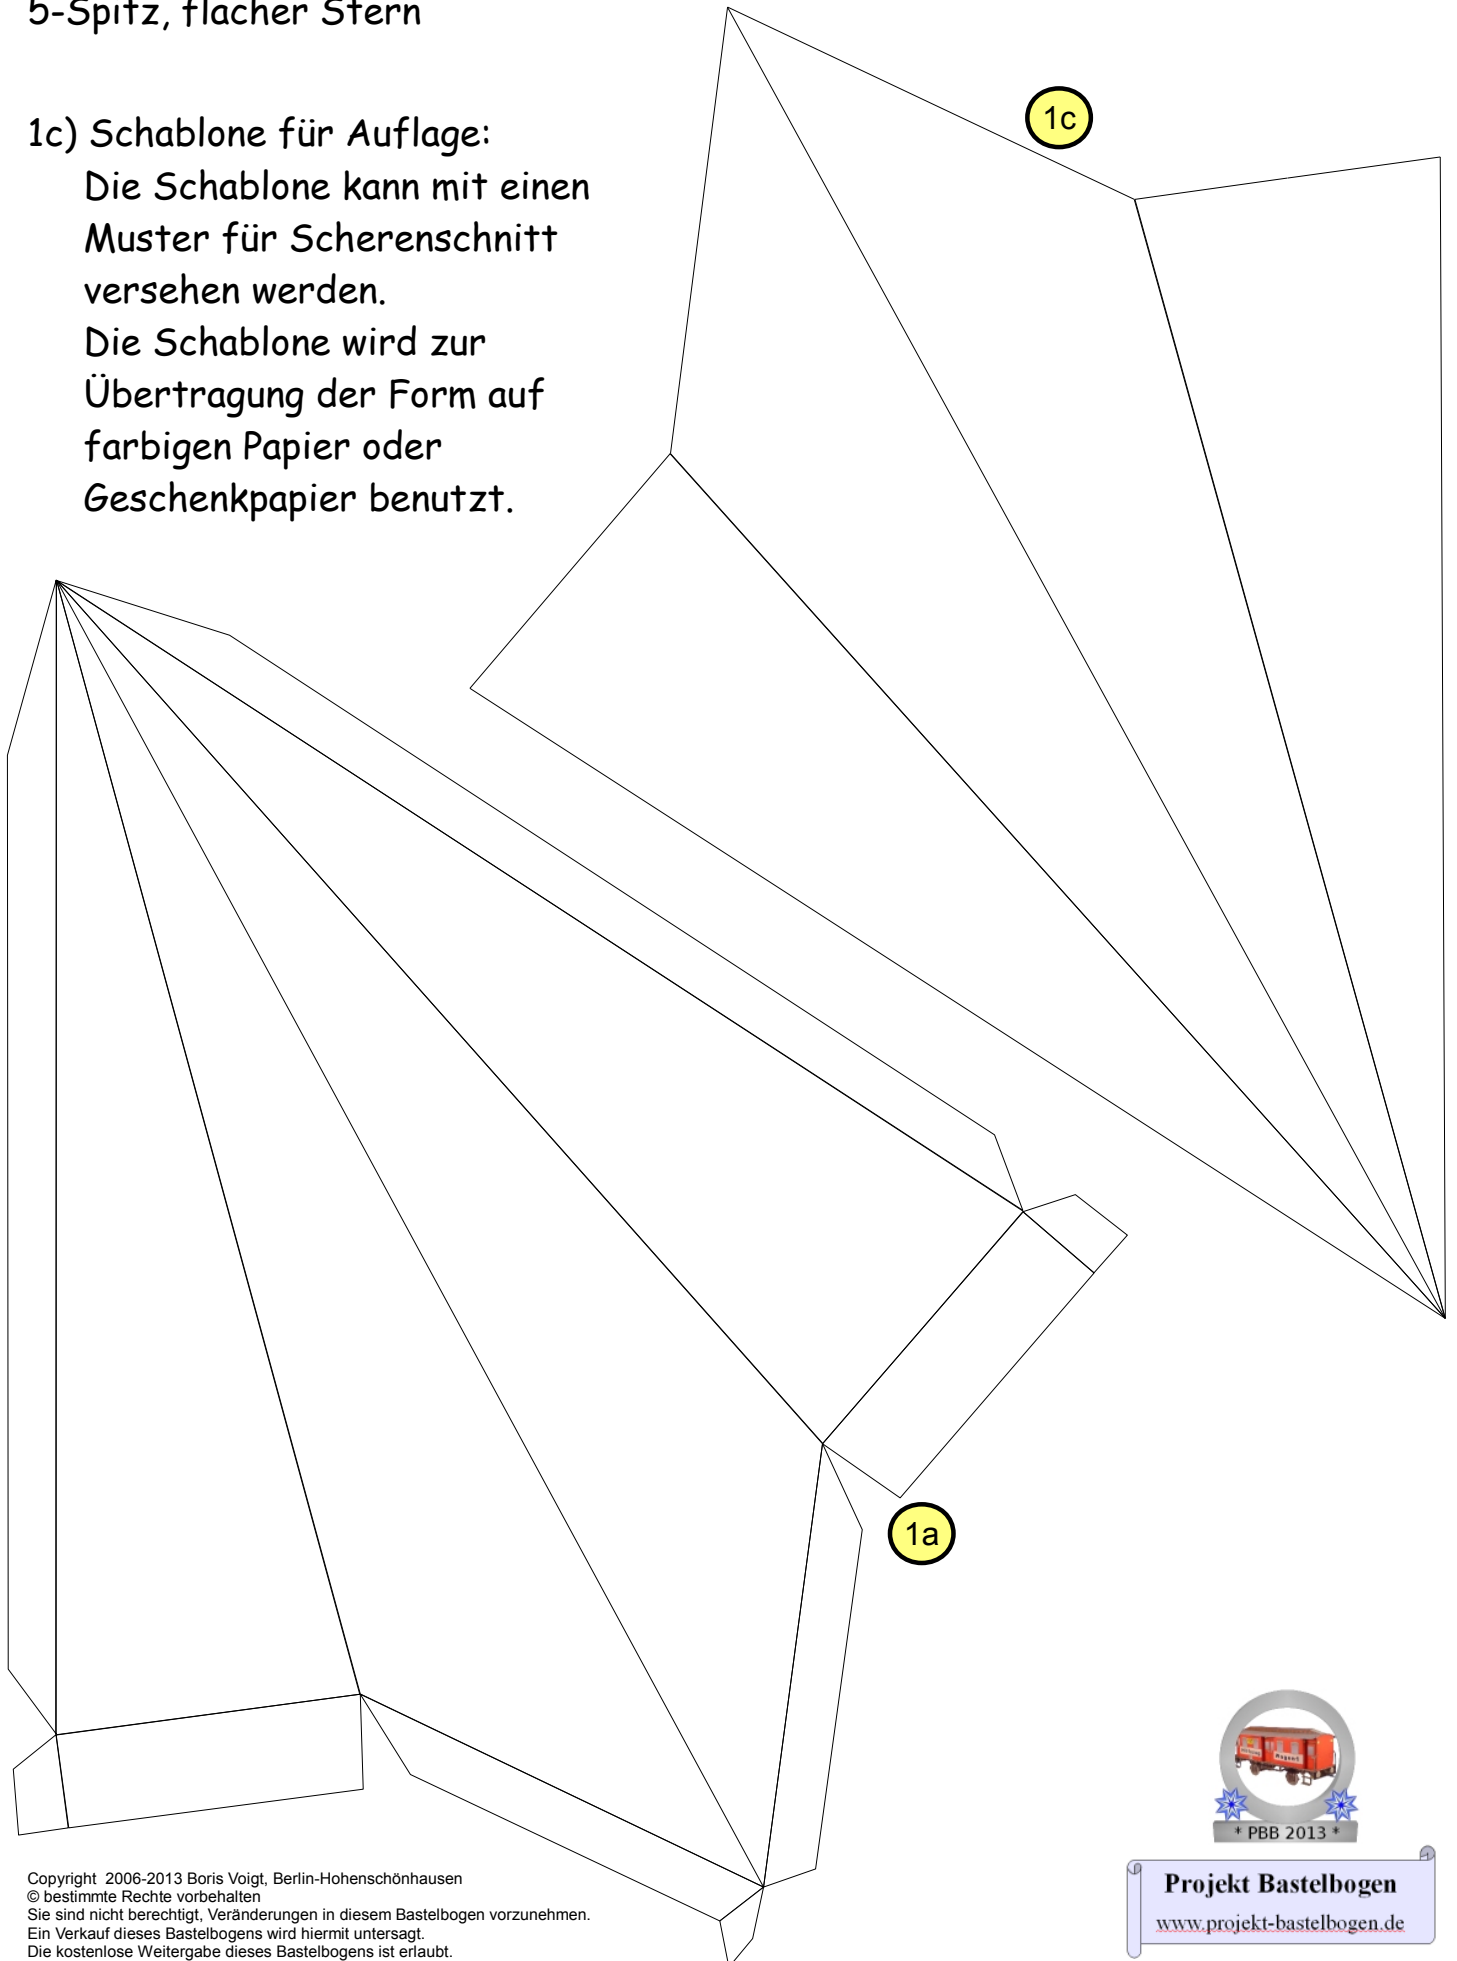 5-Spitz, flacher Stern
1c) Schablone für Auflage:
Die Schablone kann mit einen
Muster für Scherenschnitt
versehen werden.
Die Schablone wird zur
Übertragung der Form auf
farbigen Papier oder
Geschenkpapier benutzt.
1c
1a
* PBB 2013 *
Projekt Bastelbogen
www.projekt-bastelbogen.de
Copyright 2006-2013 Boris Voigt, Berlin-Hohenschönhausen
© bestimmte Rechte vorbehalten
Sie sind nicht berechtigt, Veränderungen in diesem Bastelbogen vorzunehmen.
Ein Verkauf dieses Bastelbogens wird hiermit untersagt.
Die kostenlose Weitergabe dieses Bastelbogens ist erlaubt.